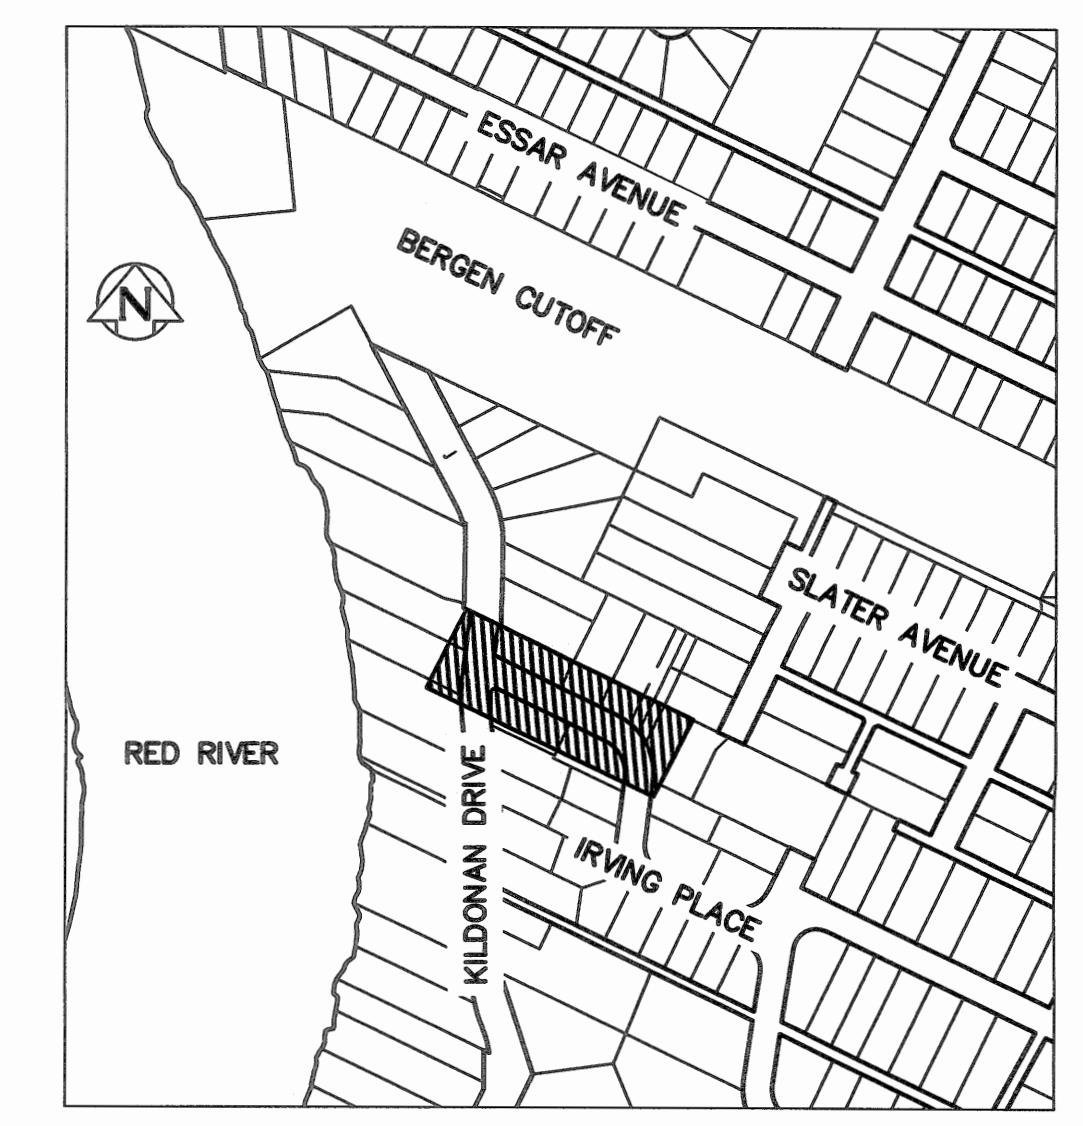 ESSAR AVENUE
BERGEN CUTOFF
N
SLATER AVENUE
RED RIVER
KILDONAN DRIVE
IRVING PLACE